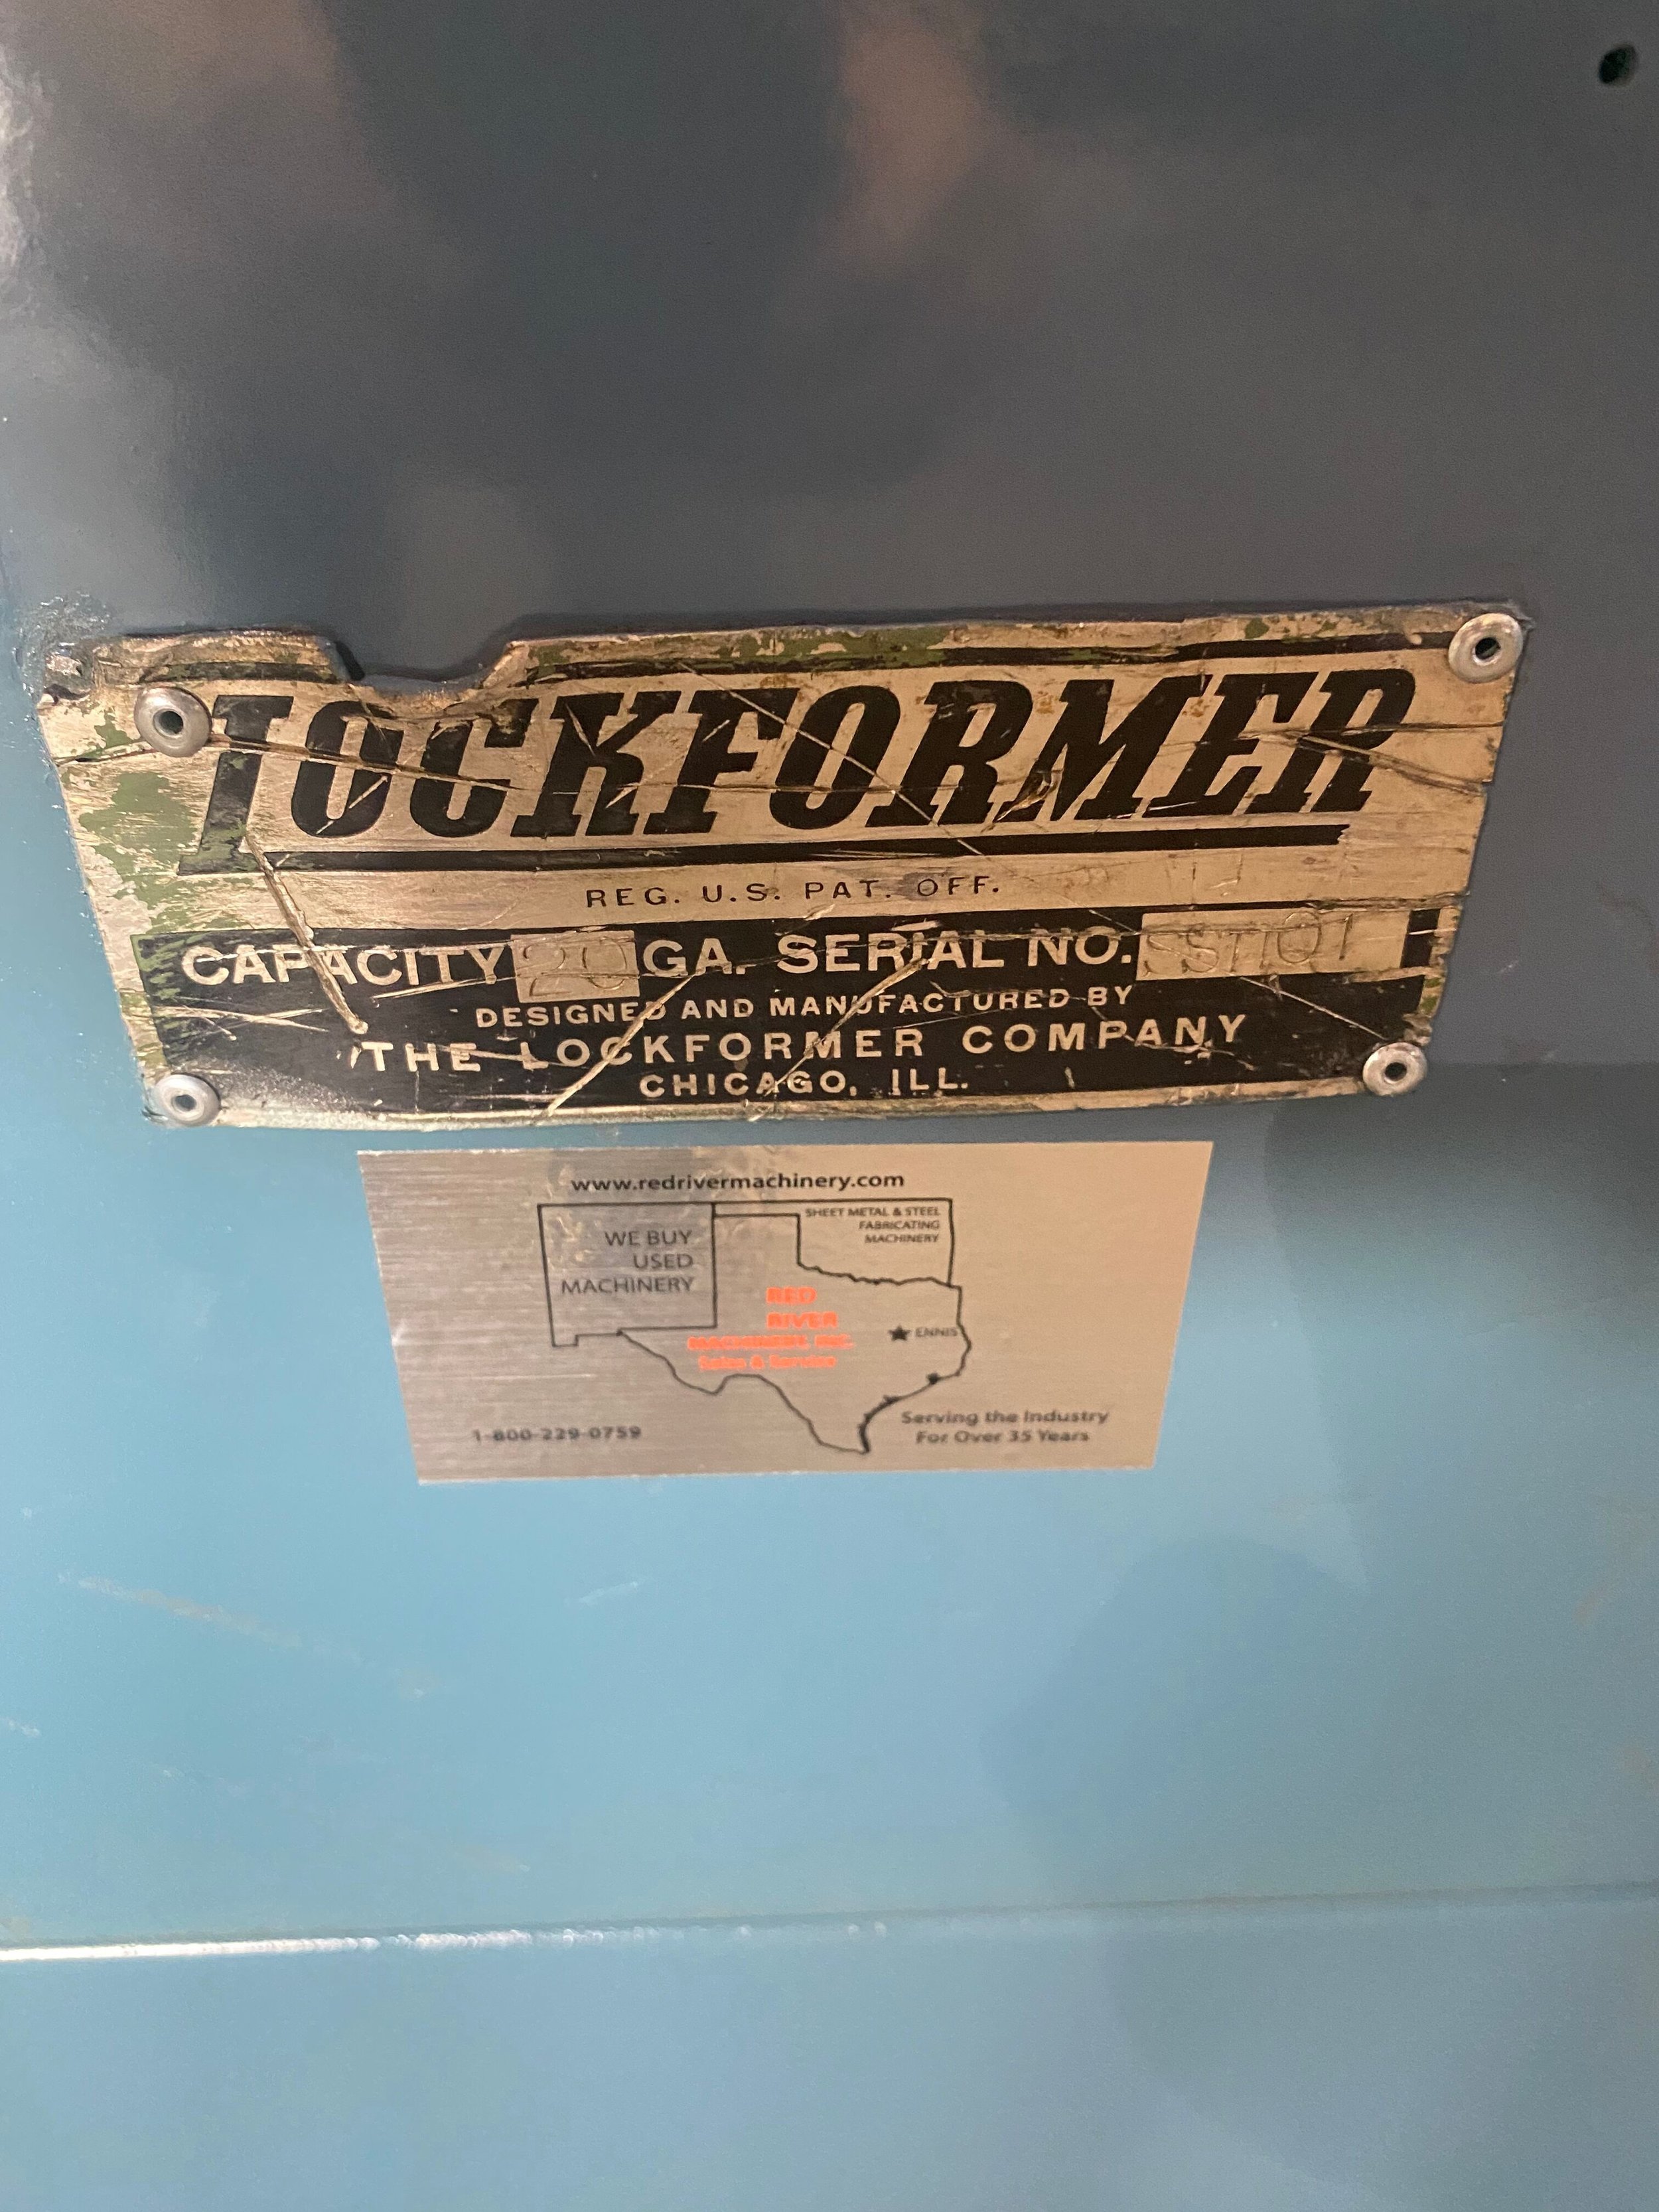 LOCKFORMER
REG. U.S. PAT. OFF.
CAPACITY 20 GA. SERIAL NO.
DESIGNED AND MANUFACTURED BY
THE LOCKFORMER COMPANY
CHICAGO, ILL.
www.redrivermachinery.com
WE BUY
USED
MACHINERY
SHEET METAL & STEEL
FABRICATING
MACHINERY
RED
RIVER
MACHINERY, INC.
Sales & Service
ENNIS
1-800-229-0759
Serving the Industry
For Over 35 Years